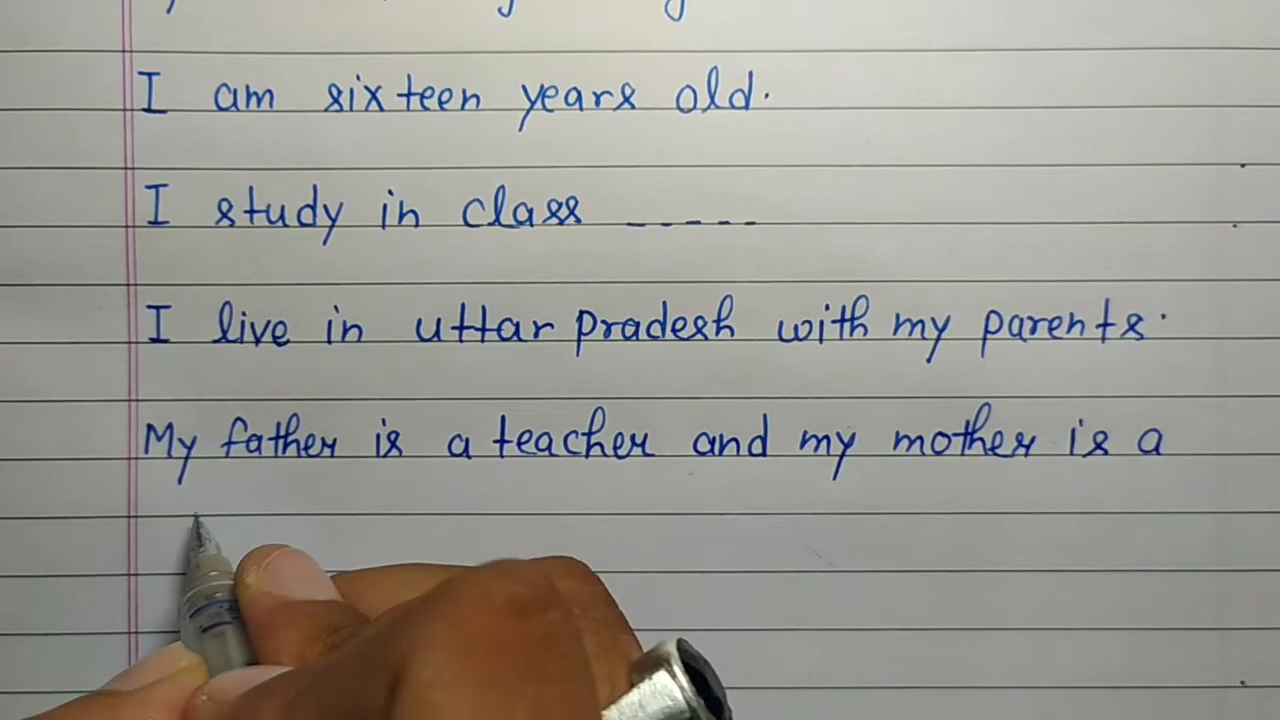 I am sixteen years old.
I study in class -----
I live in uttar pradesh with my parents.
My father is a teacher and my mother is a